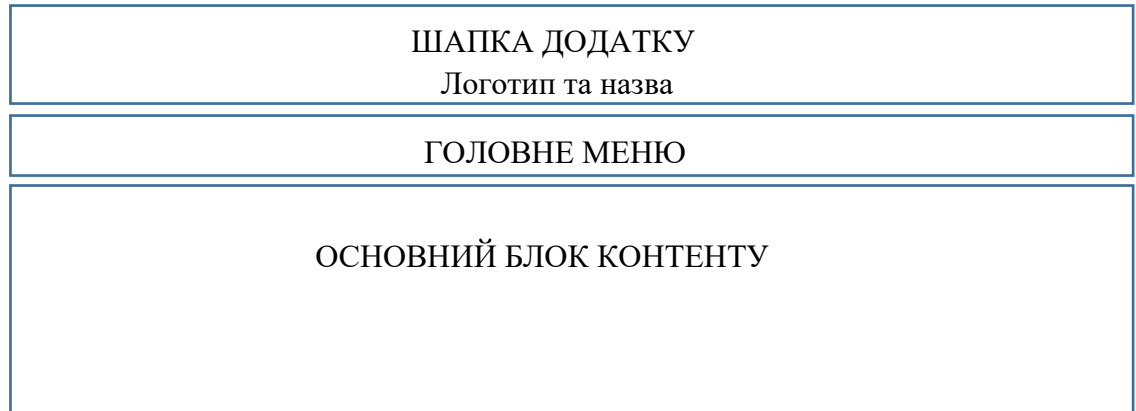 ШАПКА ДОДАТКУ
Логотип та назва
ГОЛОВНЕ МЕНЮ
ОСНОВНИЙ БЛОК КОНТЕНТУ